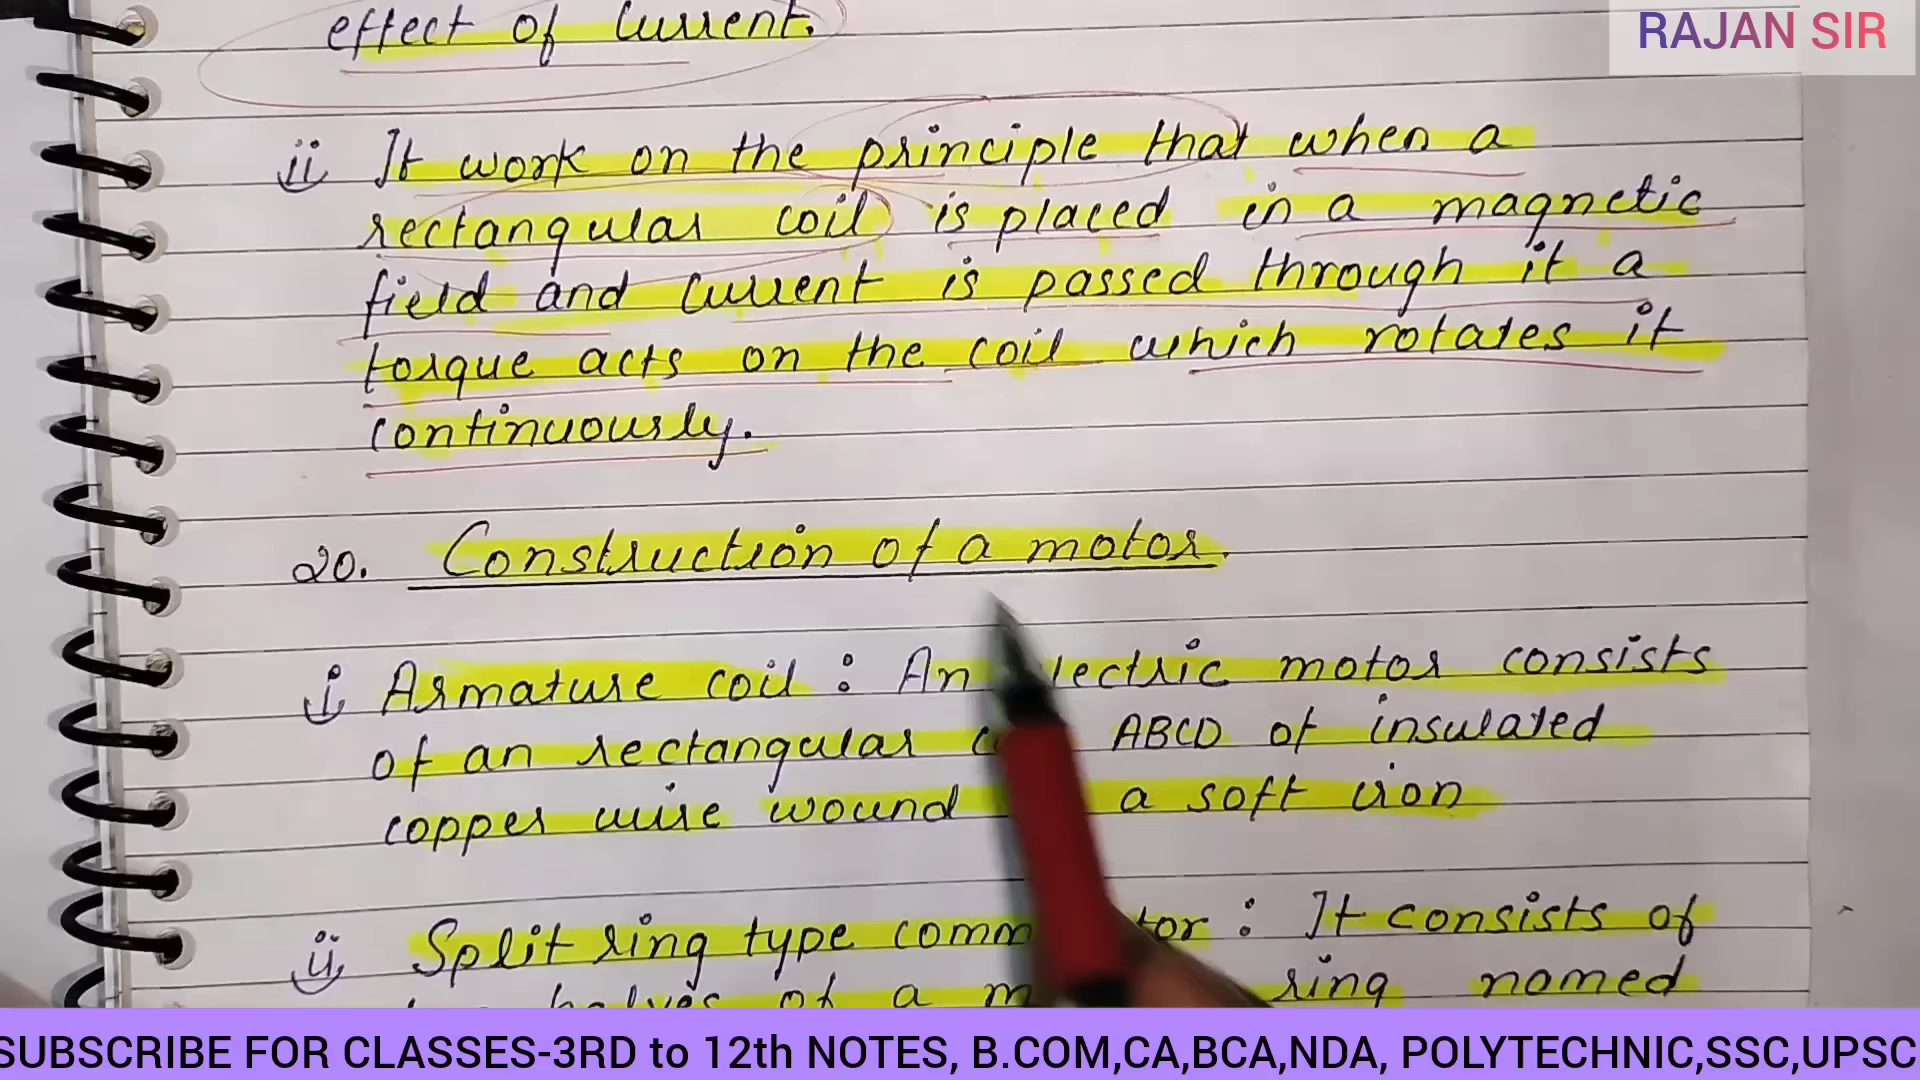 effect of current.
RAJAN SIR
ii It work on the principle that when a
rectangular coil is placed in a magnetic
field and current is passed through it a
torque acts on the coil which rotates it
continuously.
20. Construction of a motor.
i Armature coil : An lectric motor consists
of an rectangular c ABCD of insulated
copper wire wound a soft iron
ii Split ring type comm tor : It consists of
halves of a m ring named
SUBSCRIBE FOR CLASSES-3RD to 12th NOTES, B.COM,CA,BCA,NDA, POLYTECHNIC,SSC,UPSC